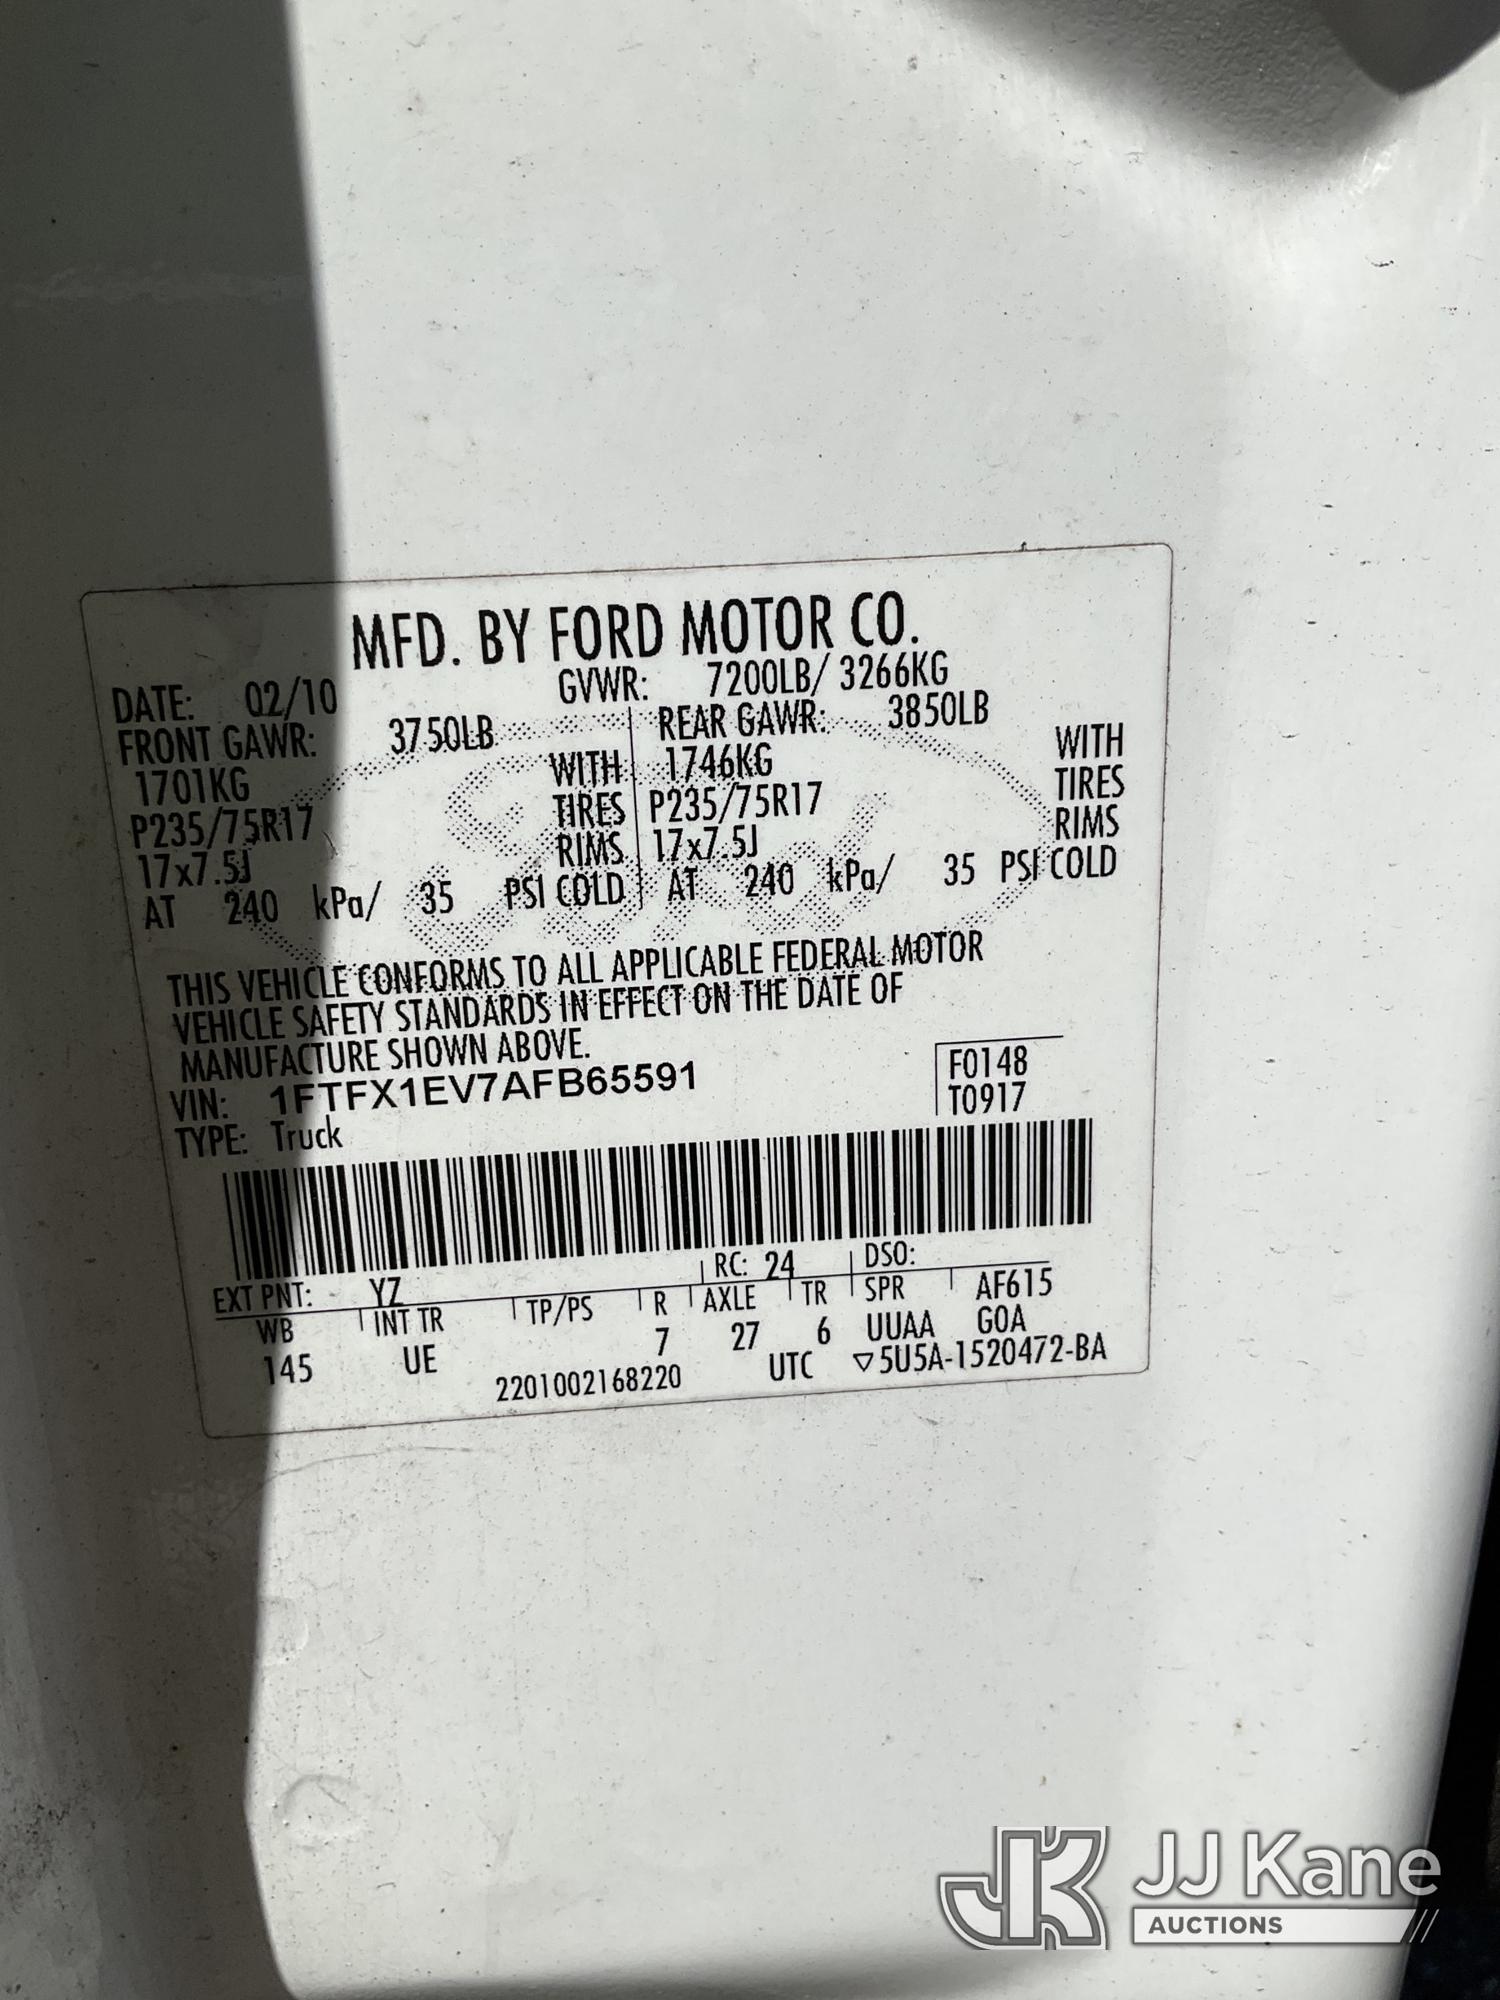 MFD. BY FORD MOTOR CO.
DATE: 02/10 GVWR: 7200LB/ 3266KG
FRONT GAWR: 3750LB REAR GAWR: 3850LB
1701KG WITH 1746KG WITH
P235/75R17 TIRES P235/75R17 TIRES
17x7.5J RIMS 17x7.5J RIMS
AT 240 kPa/ 35 PSI COLD AT 240 kPa/ 35 PSI COLD
THIS VEHICLE CONFORMS TO ALL APPLICABLE FEDERAL MOTOR
VEHICLE SAFETY STANDARDS IN EFFECT ON THE DATE OF
MANUFACTURE SHOWN ABOVE.
VIN: 1FTFX1EV7AFB65591 F0148
TYPE: Truck T0917
EXT PNT: YZ RC: 24 DSO:
WB INT TR TP/PS R AXLE TR SPR AF615
145 UE 7 27 6 UUAA G0A
2201002168220 UTC ▽5U5A-1520472-BA
JJ Kane
AUCTIONS